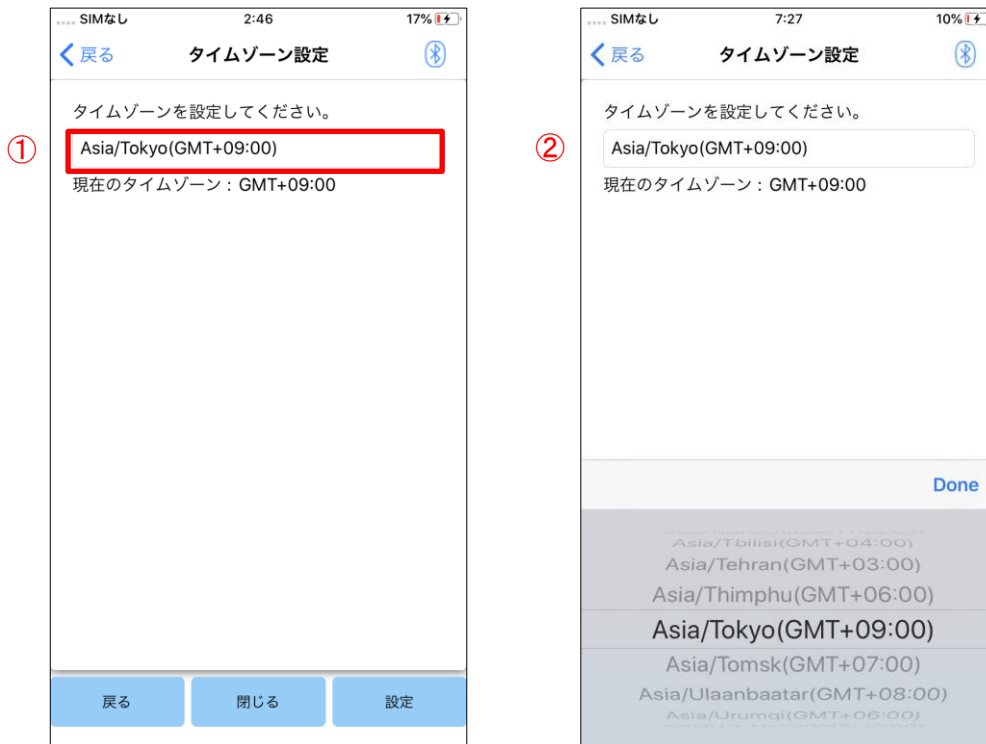 SIMなし 2:46 17%
戻る タイムゾーン設定
タイムゾーンを設定してください。
①
Asia/Tokyo(GMT+09:00)
現在のタイムゾーン：GMT+09:00
戻る 閉じる 設定
SIMなし 7:27 10%
戻る タイムゾーン設定
タイムゾーンを設定してください。
②
Asia/Tokyo(GMT+09:00)
現在のタイムゾーン：GMT+09:00
Done
Asia/Tbilisi(GMT+04:00)
Asia/Tehran(GMT+03:00)
Asia/Thimphu(GMT+06:00)
Asia/Tokyo(GMT+09:00)
Asia/Tomsk(GMT+07:00)
Asia/Ulaanbaatar(GMT+08:00)
Asia/Urumqi(GMT+06:00)